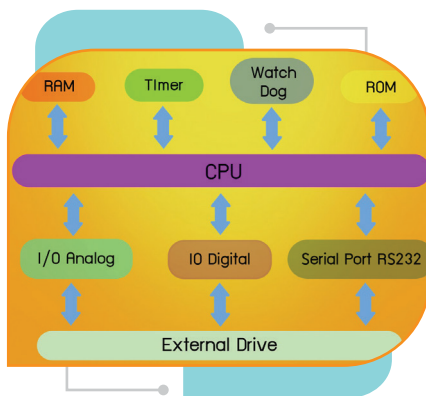 RAM
TImer
Watch
Dog
ROM
CPU
I/O Analog
IO Digital
Serial Port RS232
External Drive